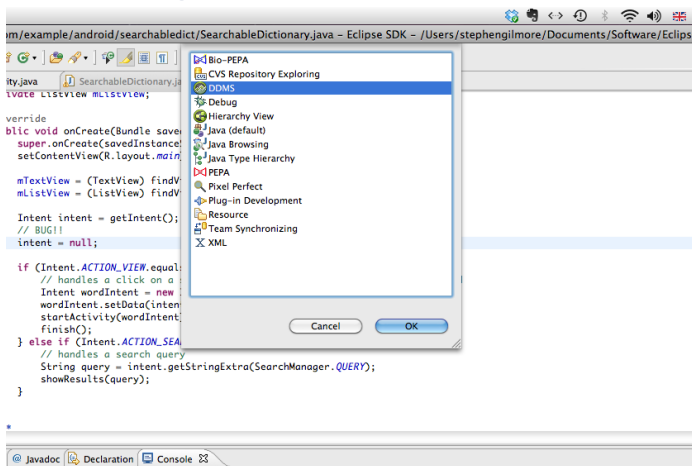 om/example/android/searchabledict/SearchableDictionary.java – Eclipse SDK – /Users/stephengilmore/Documents/Software/Eclips
ity.java SearchableDictionary.ja
ivate ListView mListView;
verride
blic void onCreate(Bundle save
super.onCreate(savedInstanceS
setContentView(R.layout.main
mTextView = (TextView) findV
mListView = (ListView) findV
Intent intent = getIntent();
// BUG!!
intent = null;
if (Intent.ACTION_VIEW.equals
// handles a click on a
Intent wordIntent = new
wordIntent.setData(inten
startActivity(wordIntent
finish();
} else if (Intent.ACTION_SEA
// handles a search query
String query = intent.getStringExtra(SearchManager.QUERY);
showResults(query);
}
Bio-PEPA
CVS Repository Exploring
DDMS
Debug
Hierarchy View
Java (default)
Java Browsing
Java Type Hierarchy
PEPA
Pixel Perfect
Plug-in Development
Resource
Team Synchronizing
XML
Cancel OK
@ Javadoc Declaration Console